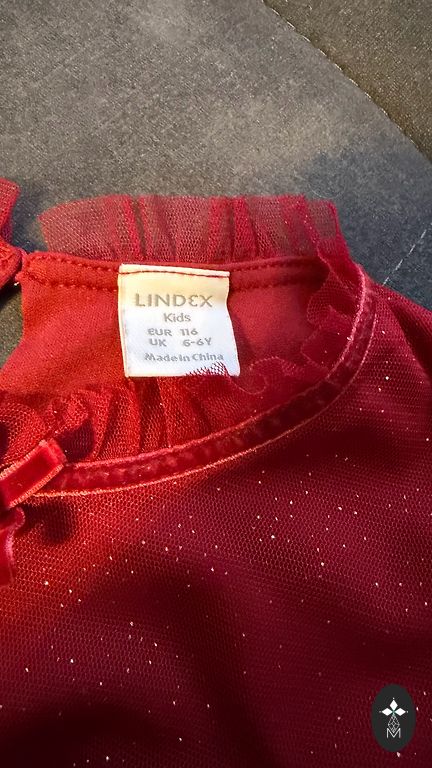 LINDEX
Kids
EUR 116
UK 6-6Y
Made in China